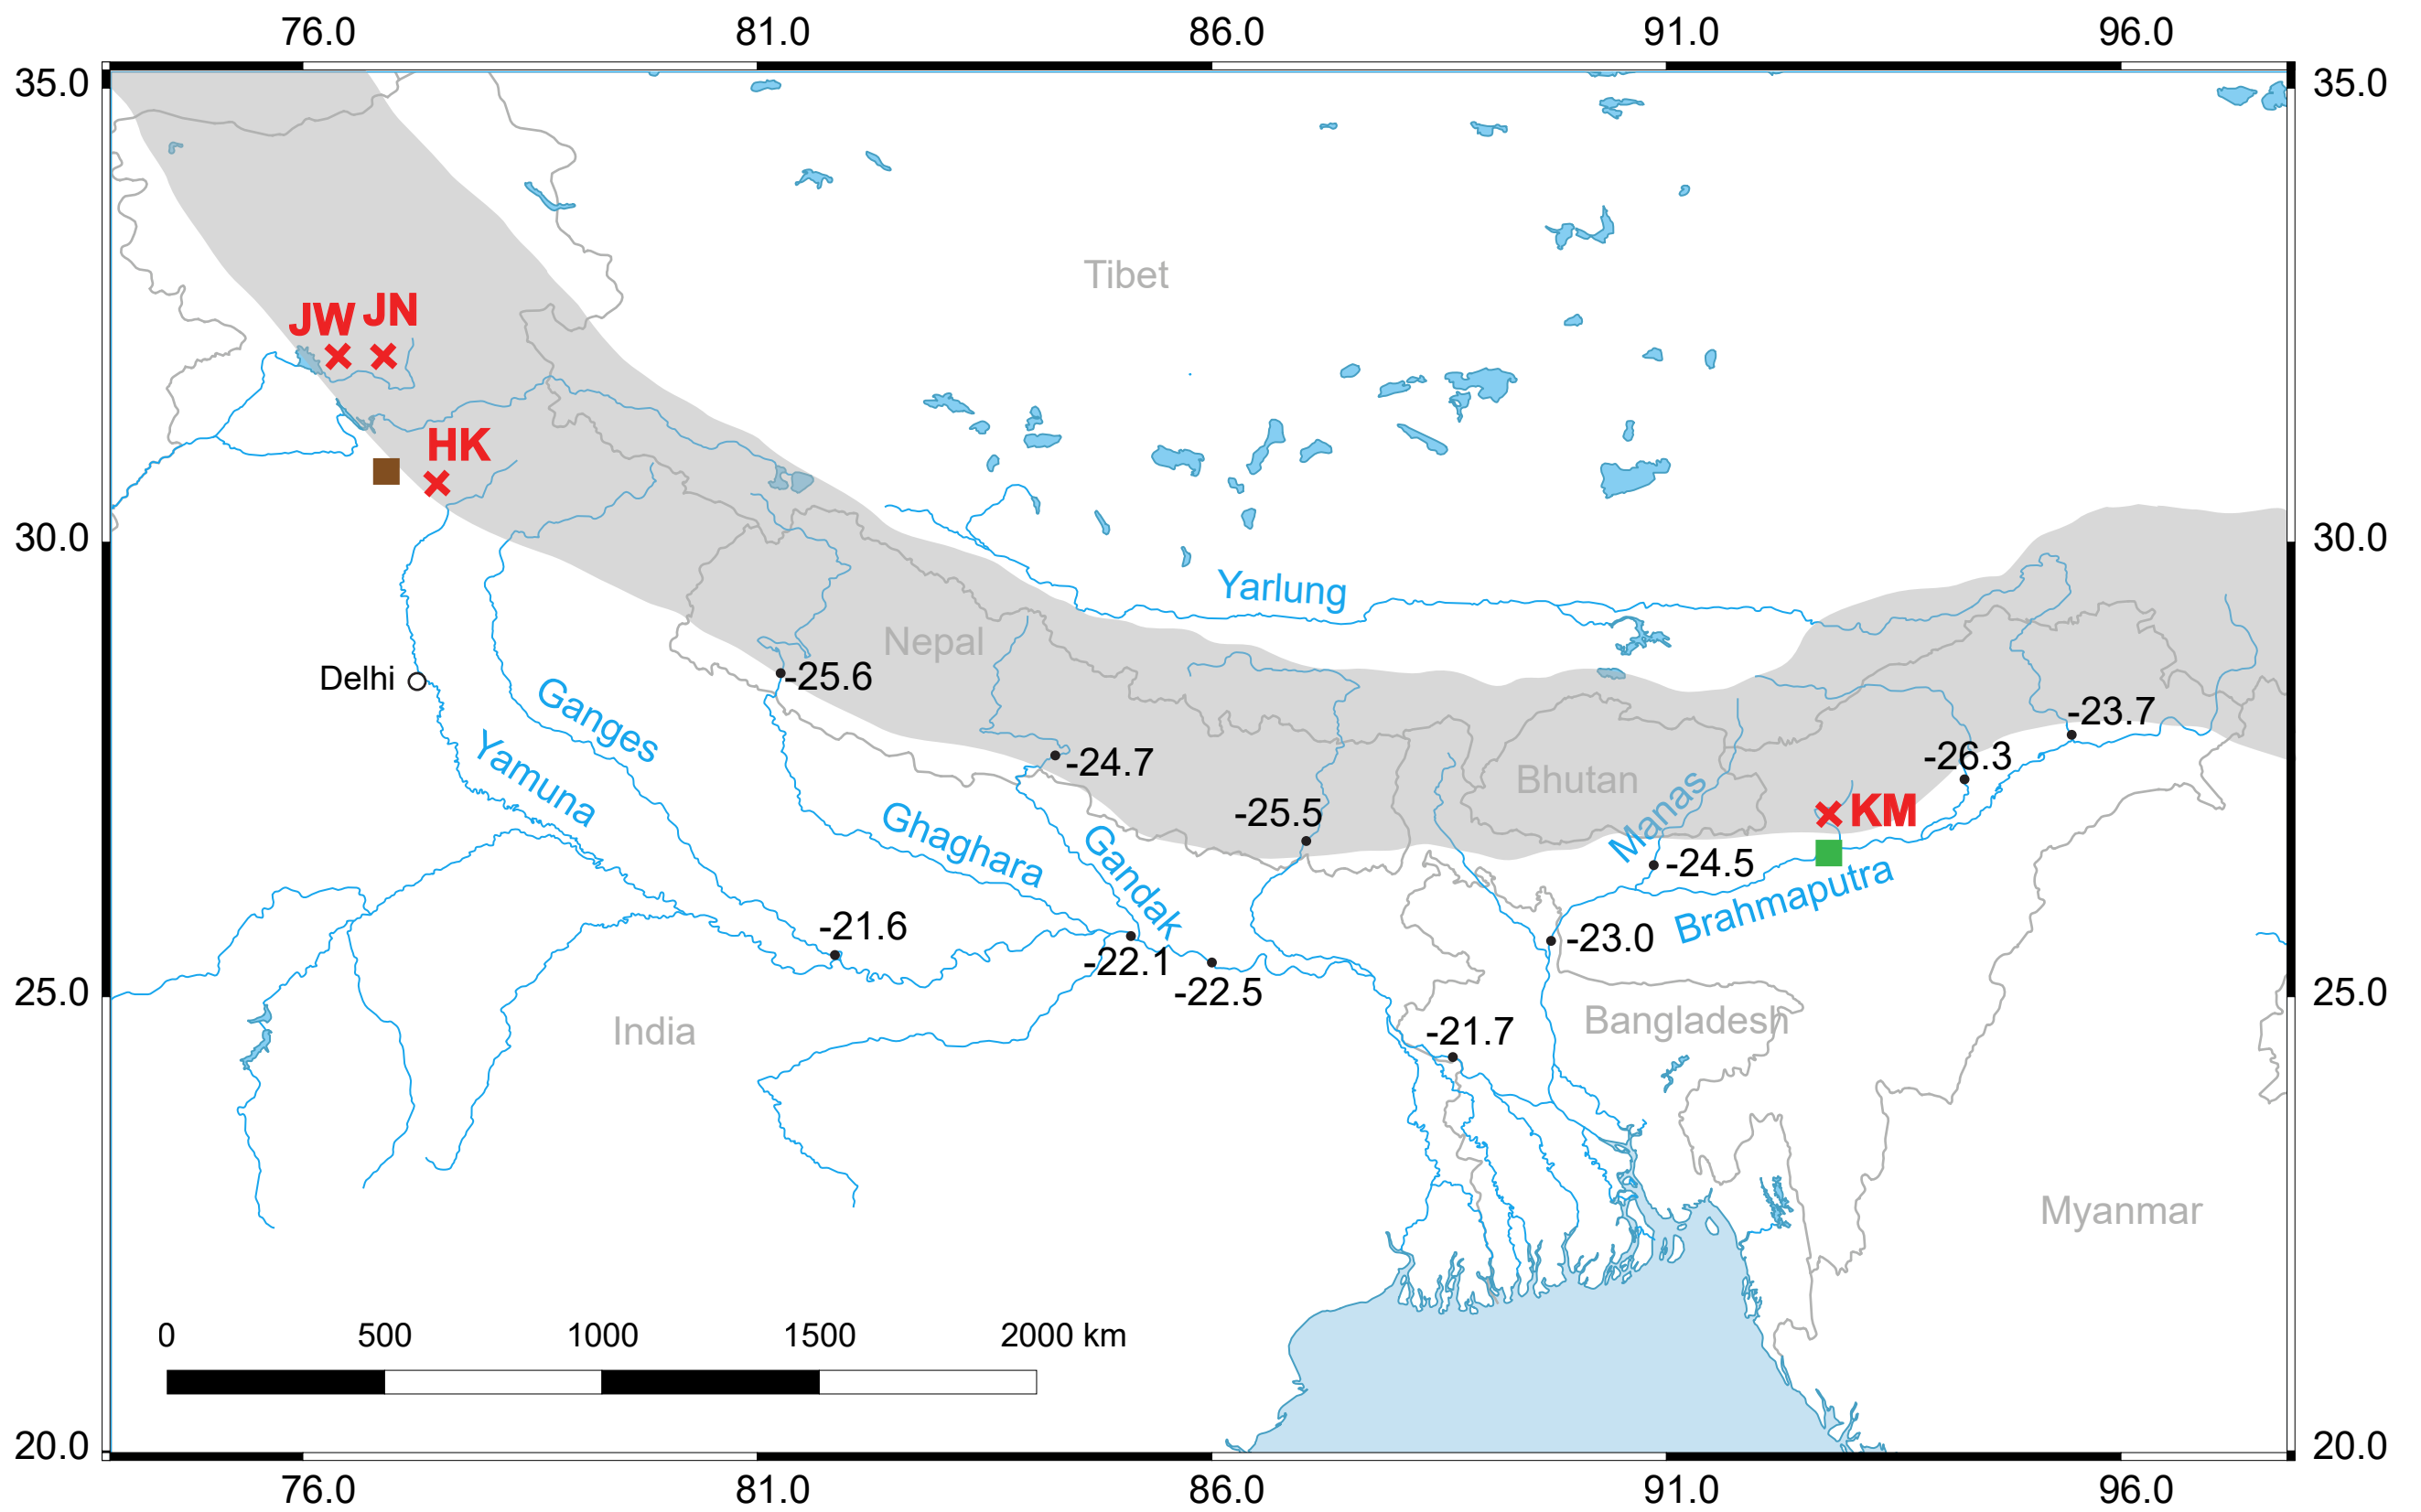 76.0 81.0 86.0 91.0 96.0
35.0 35.0
Tibet
JW JN
HK
30.0 30.0
Yarlung
Nepal
Delhi
-25.6
Ganges
-23.7
Yamuna
-24.7
-26.3
Bhutan
Manas
-25.5
KM
Ghaghara
Gandak
-24.5
Brahmaputra
-21.6
-23.0
-22.1
-22.5
25.0 25.0
India
-21.7
Bangladesh
Myanmar
0 500 1000 1500 2000 km
20.0 20.0
76.0 81.0 86.0 91.0 96.0